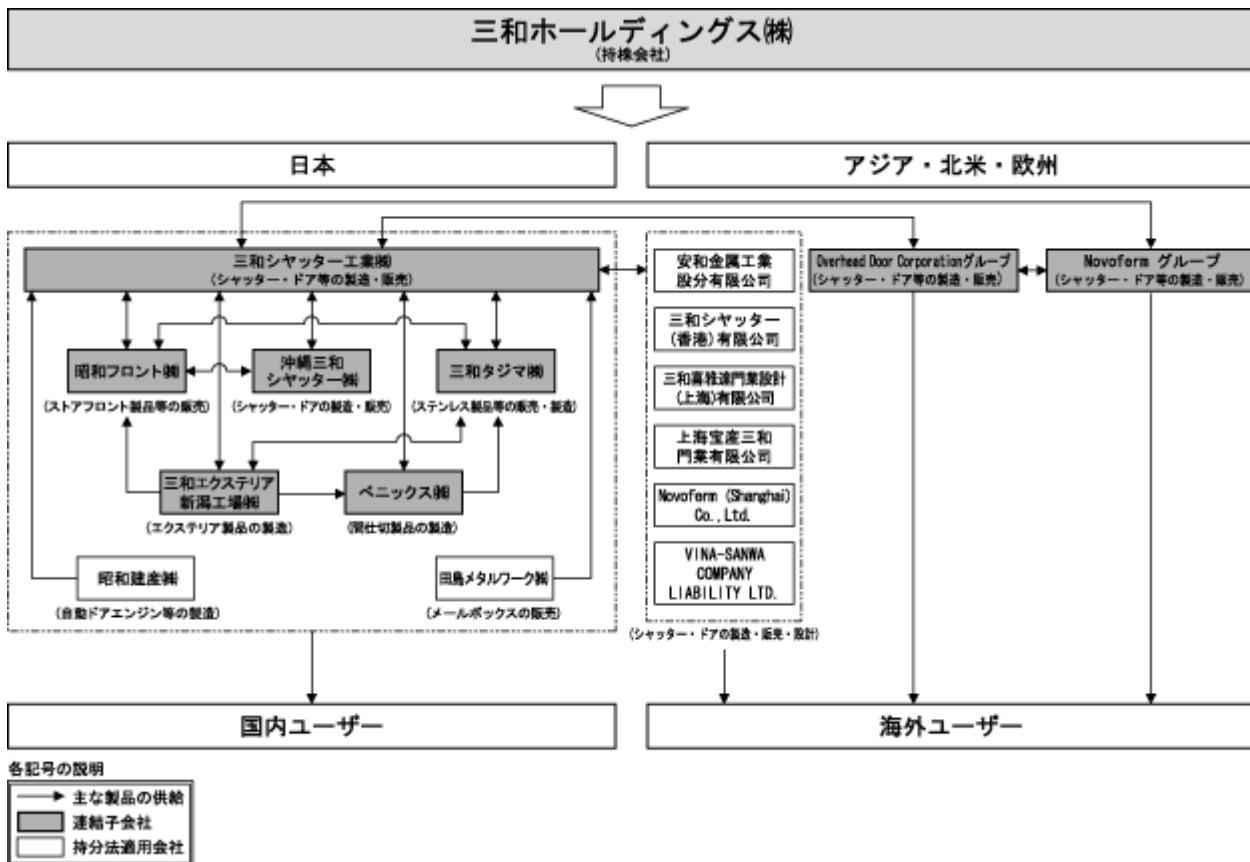 三和ホールディングス㈱
(持株会社)
日本
アジア・北米・欧州
三和シヤッター工業㈱
(シャッター・ドア等の製造・販売)
安和金属工業
股分有限公司
Overhead Door Corporationグループ
(シャッター・ドア等の製造・販売)
Novoferm グループ
(シャッター・ドア等の製造・販売)
三和シヤッター
(香港)有限公司
昭和フロント㈱
(ストアフロント製品等の販売)
沖縄三和
シヤッター㈱
(シャッター・ドアの製造・販売)
三和タジマ㈱
(ステンレス製品等の販売・製造)
三和喜雅達門業設計
(上海)有限公司
上海宝産三和
門業有限公司
三和エクステリア
新潟工場㈱
(エクステリア製品の製造)
ベニックス㈱
(間仕切製品の製造)
Novoferm (Shanghai)
Co.,Ltd.
昭和建産㈱
(自動ドアエンジン等の製造)
田島メタルワーク㈱
(メールボックスの販売)
VINA-SANWA
COMPANY
LIABILITY LTD.
(シャッター・ドアの製造・販売・設計)
国内ユーザー
海外ユーザー
各記号の説明
主な製品の供給
連結子会社
持分法適用会社